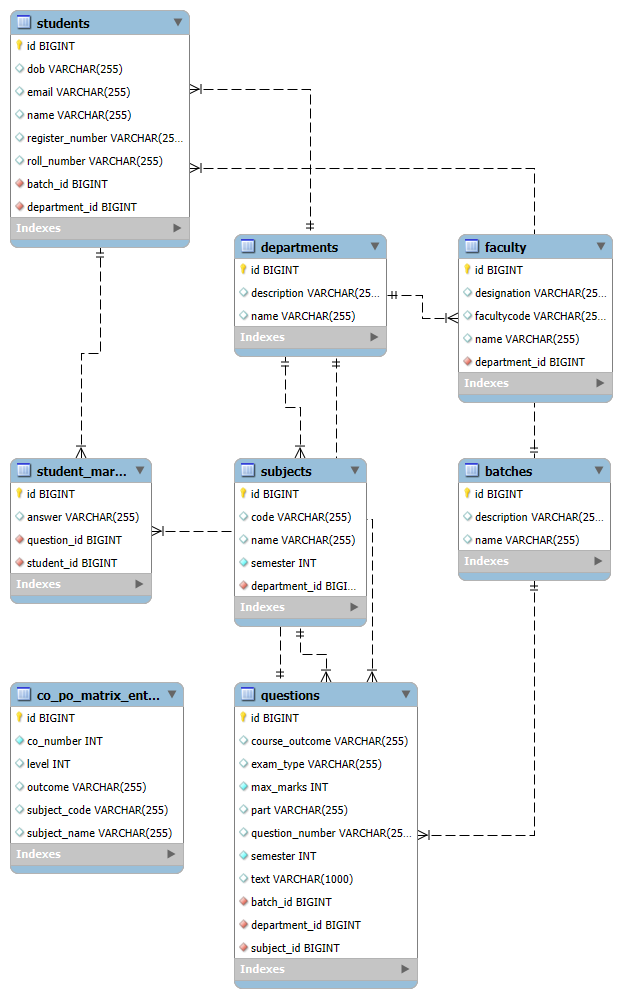 students
id BIGINT
dob VARCHAR(255)
email VARCHAR(255)
name VARCHAR(255)
register_number VARCHAR(25...
roll_number VARCHAR(255)
batch_id BIGINT
department_id BIGINT
Indexes
departments
id BIGINT
description VARCHAR(25...
name VARCHAR(255)
Indexes
faculty
id BIGINT
designation VARCHAR(25...
facultycode VARCHAR(25...
name VARCHAR(255)
department_id BIGINT
Indexes
student_mar...
id BIGINT
answer VARCHAR(255)
question_id BIGINT
student_id BIGINT
Indexes
subjects
id BIGINT
code VARCHAR(255)
name VARCHAR(255)
semester INT
department_id BIGI...
Indexes
batches
id BIGINT
description VARCHAR(25...
name VARCHAR(255)
Indexes
co_po_matrix_ent...
id BIGINT
co_number INT
level INT
outcome VARCHAR(255)
subject_code VARCHAR(255)
subject_name VARCHAR(255)
Indexes
questions
id BIGINT
course_outcome VARCHAR(255)
exam_type VARCHAR(255)
max_marks INT
part VARCHAR(255)
question_number VARCHAR(25...
semester INT
text VARCHAR(1000)
batch_id BIGINT
department_id BIGINT
subject_id BIGINT
Indexes